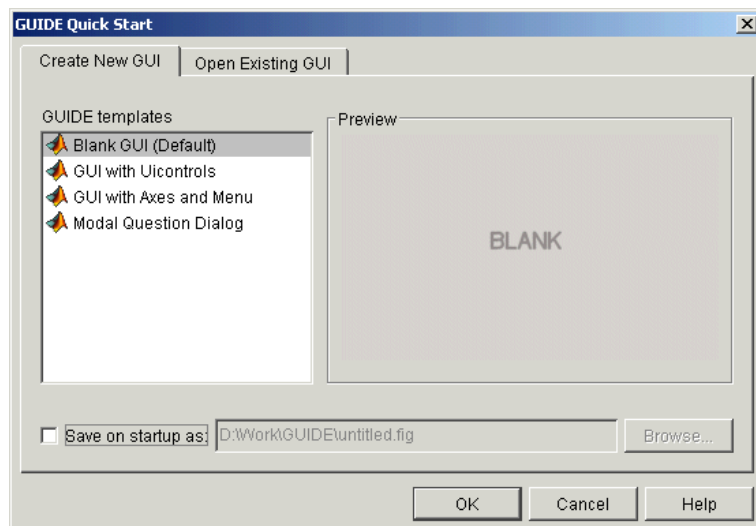 GUIDE Quick Start
Create New GUI
Open Existing GUI
GUIDE templates
Blank GUI (Default)
GUI with Uicontrols
GUI with Axes and Menu
Modal Question Dialog
Preview
BLANK
Save on startup as:
D:\Work\GUIDE\untitled.fig
Browse...
OK
Cancel
Help